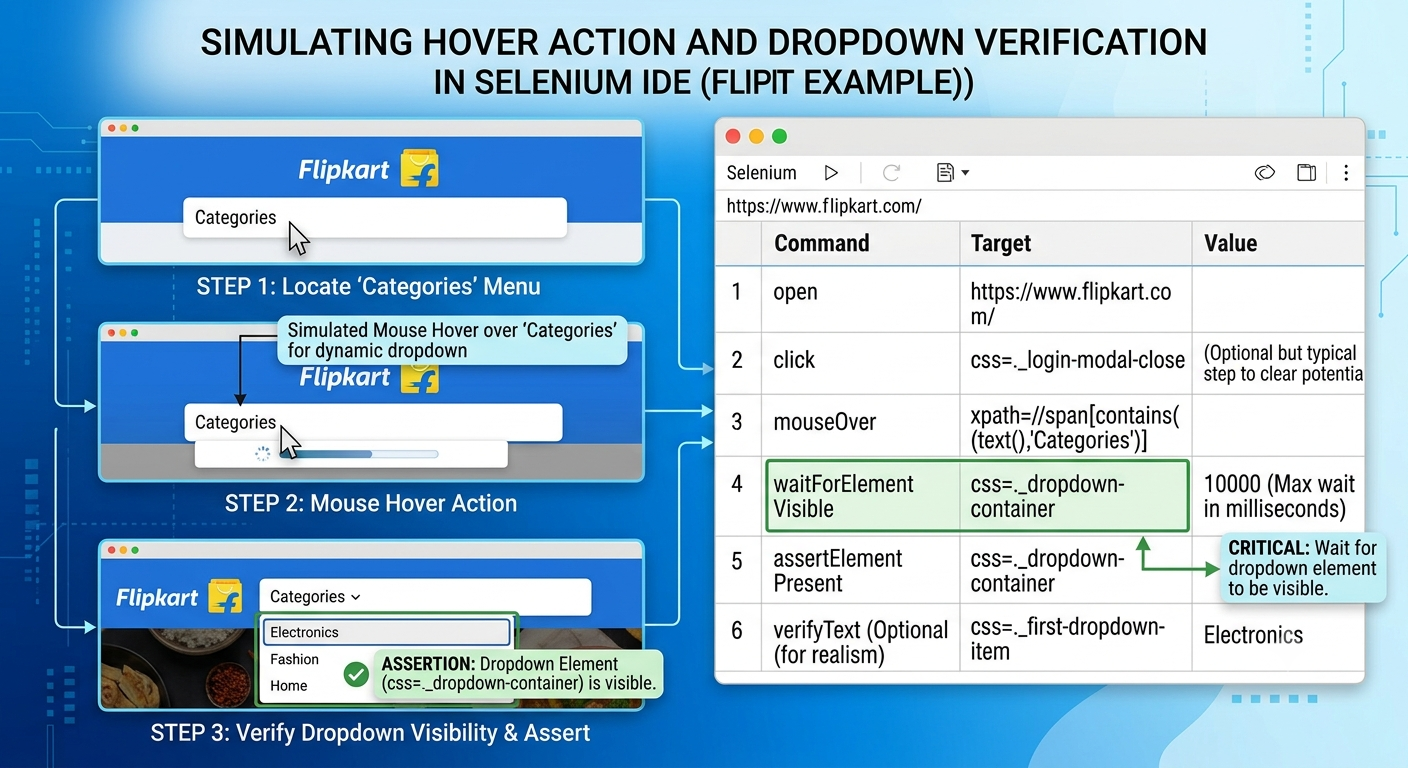 SIMULATING HOVER ACTION AND DROPDOWN VERIFICATION
IN SELENIUM IDE (FLIPIT EXAMPLE))
Flipkart
Categories
STEP 1: Locate ‘Categories’ Menu
Simulated Mouse Hover over ‘Categories’
for dynamic dropdown
Flipkart
Categories
STEP 2: Mouse Hover Action
Flipkart
Categories
Electronics
Fashion
Home
ASSERTION: Dropdown Element
(css=._dropdown-container) is visible.
STEP 3: Verify Dropdown Visibility & Assert
Selenium
https://www.flipkart.com/
Command Target Value
1 open https://www.flipkart.co
m/
2 click css=._login-modal-close (Optional but typical
step to clear potentia
3 mouseOver xpath=//span[contains(
(text(),'Categories')]
4 waitForElement css=._dropdown- 10000 (Max wait
Visible container in milliseconds)
5 assertElement css=._dropdown-
Present container
CRITICAL: Wait for
dropdown element
to be visible.
6 verifyText (Optional css=._first-dropdown- Electronics
(for realism) item